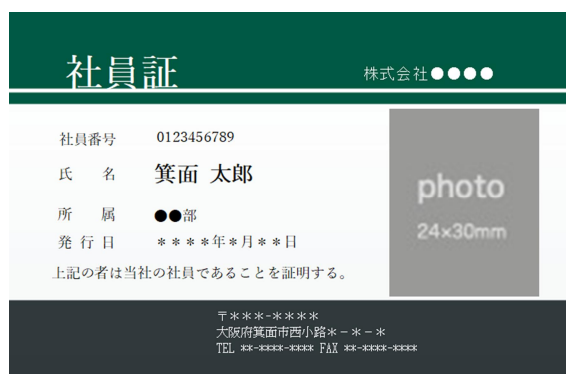 社員証
株式会社●●●●
社員番号 0123456789
氏 名 箕面 太郎
所 属 ●●部
発行日 ＊＊＊＊年＊月＊＊日
上記の者は当社の社員であることを証明する。
photo
24×30mm
〒＊＊＊-＊＊＊＊
大阪府箕面市西小路＊－＊－＊
TEL **-****-**** FAX **-****-****